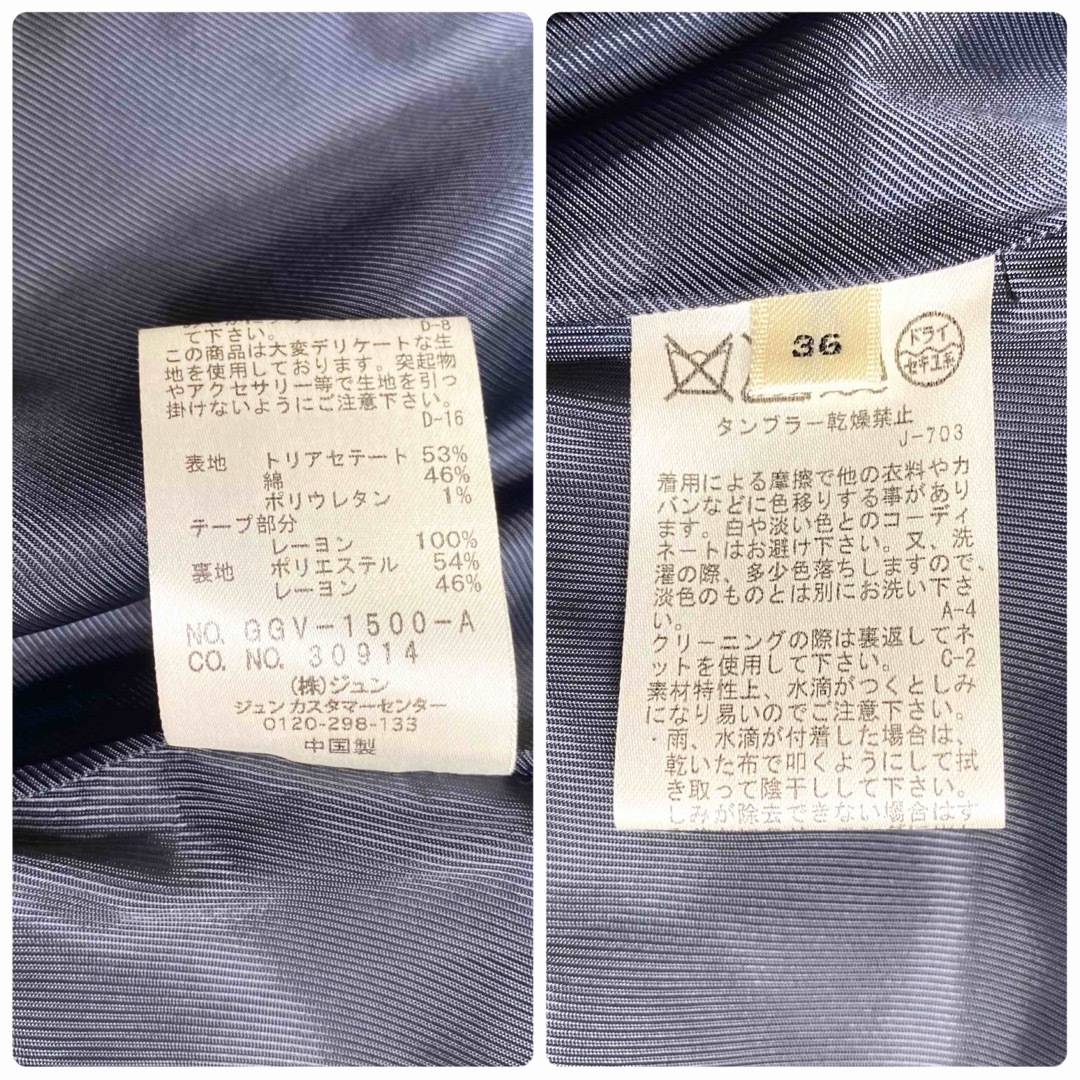 て下さい。
D-8
この商品は大変デリケートな生
地を使用しております。突起物
やアクセサリー等で生地を引っ
掛けないようにご注意下さい。
D-16
表地 トリアセテート 53%
綿 46%
ポリウレタン 1%
テープ部分
レーヨン 100%
裏地 ポリエステル 54%
レーヨン 46%
NO. GGV-1500-A
CO. NO. 30914
(株)ジュン
ジュンカスタマーセンター
0120-298-133
中国製
36
ドライ
セキユ系
タンブラー乾燥禁止
J-703
着用による摩擦で他の衣料やカ
バンなどに色移りする事があり
ます。白や淡い色とのコーディ
ネートはお避け下さい。又、洗
濯の際、多少色落ちしますので、
淡色のものとは別にお洗い下さ
い。
A-4
クリーニングの際は裏返してネ
ットを使用して下さい。 C-2
素材特性上、水滴がつくとしみ
になり易いのでご注意下さい。
雨、水滴が付着した場合は、
乾いた布で叩くようにして拭
き取って陰干しして下さい。
しみが除去できない場合はす